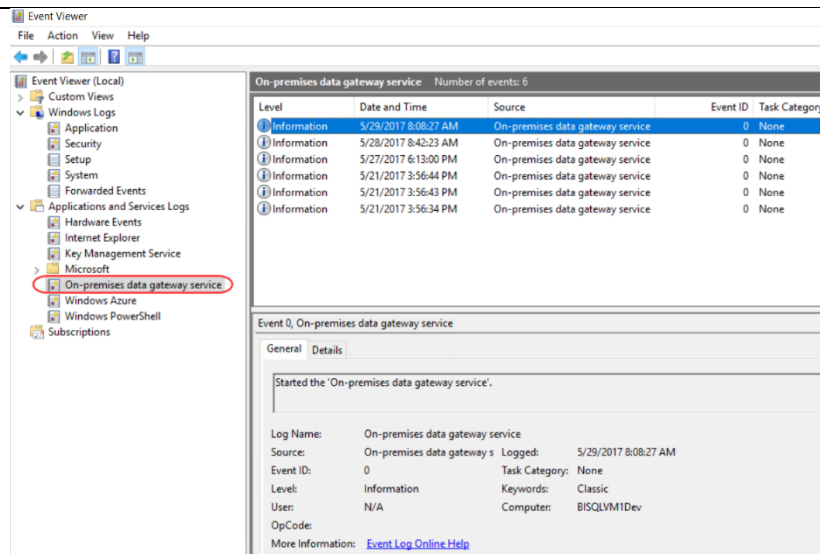 Event Viewer
File Action View Help
Event Viewer (Local)
Custom Views
Windows Logs
Application
Security
Setup
System
Forwarded Events
Applications and Services Logs
Hardware Events
Internet Explorer
Key Management Service
Microsoft
On-premises data gateway service
Windows Azure
Windows PowerShell
Subscriptions
On-premises data gateway service Number of events: 6
Level Date and Time Source Event ID Task Category
Information 5/29/2017 8:08:27 AM On-premises data gateway service 0 None
Information 5/28/2017 8:42:23 AM On-premises data gateway service 0 None
Information 5/27/2017 6:13:00 PM On-premises data gateway service 0 None
Information 5/21/2017 3:56:44 PM On-premises data gateway service 0 None
Information 5/21/2017 3:56:43 PM On-premises data gateway service 0 None
Information 5/21/2017 3:56:34 PM On-premises data gateway service 0 None
Event 0, On-premises data gateway service
General Details
Started the 'On-premises data gateway service'.
Log Name: On-premises data gateway service
Source: On-premises data gateway s Logged: 5/29/2017 8:08:27 AM
Event ID: 0 Task Category: None
Level: Information Keywords: Classic
User: N/A Computer: BISQLVM1Dev
OpCode:
More Information: Event Log Online Help